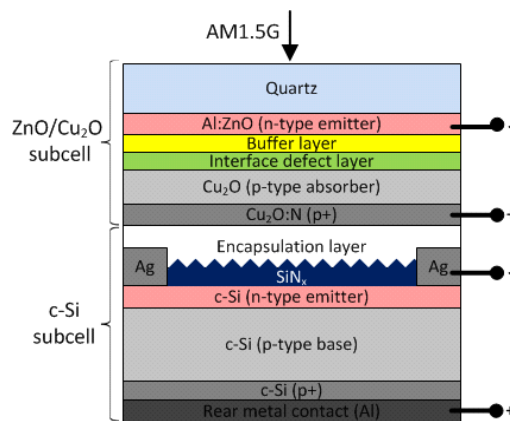 AM1.5G
Quartz
Al:ZnO (n-type emitter)
Buffer layer
Interface defect layer
Cu₂O (p-type absorber)
Cu₂O:N (p+)
ZnO/Cu₂O
subcell
Encapsulation layer
Ag
SiNₓ
Ag
c-Si (n-type emitter)
c-Si (p-type base)
c-Si (p+)
Rear metal contact (Al)
c-Si
subcell
+